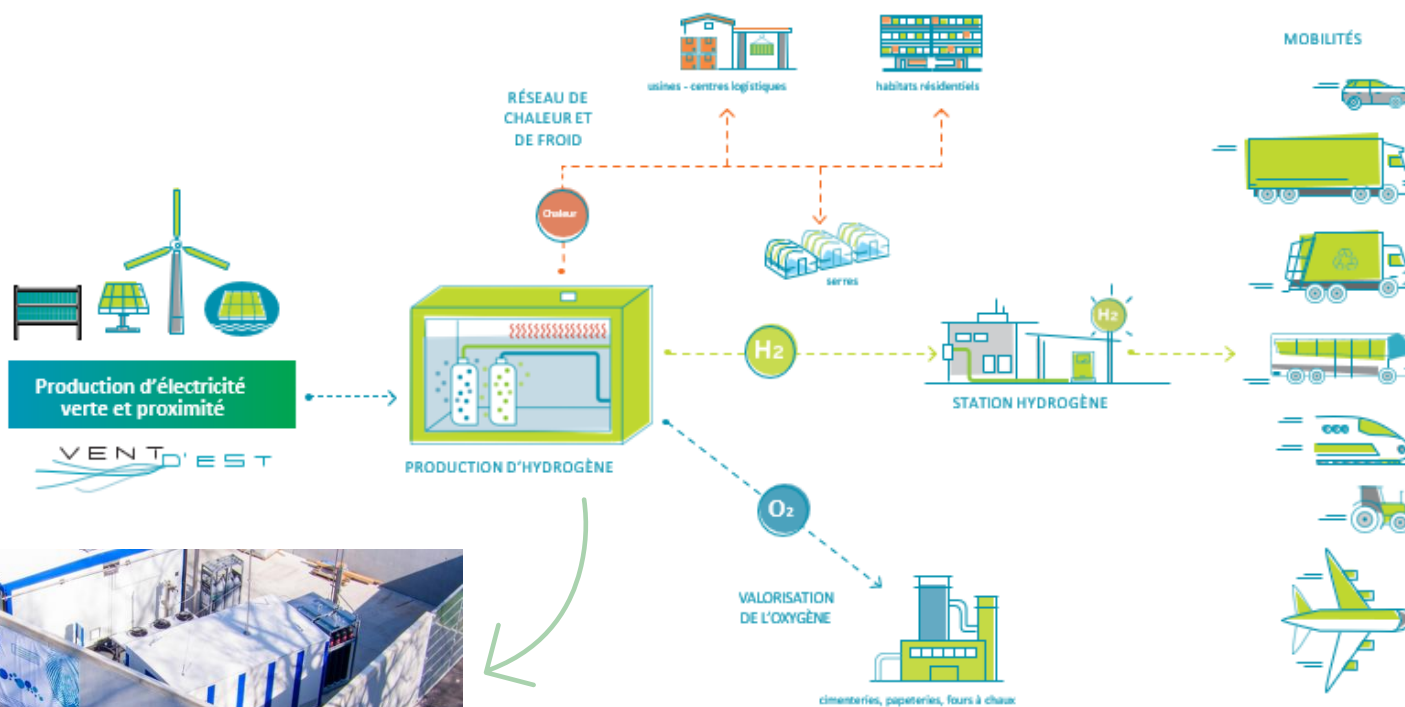 MOBILITÉS
usines - centres logistiques
habitats résidentiels
RÉSEAU DE
CHALEUR ET
DE FROID
Chaleur
serres
Production d'électricité
verte et proximité
VENT
D'EST
PRODUCTION D'HYDROGÈNE
H2
H2
STATION HYDROGÈNE
O2
VALORISATION
DE L'OXYGÈNE
cimenteries, papeteries, fours à chaux